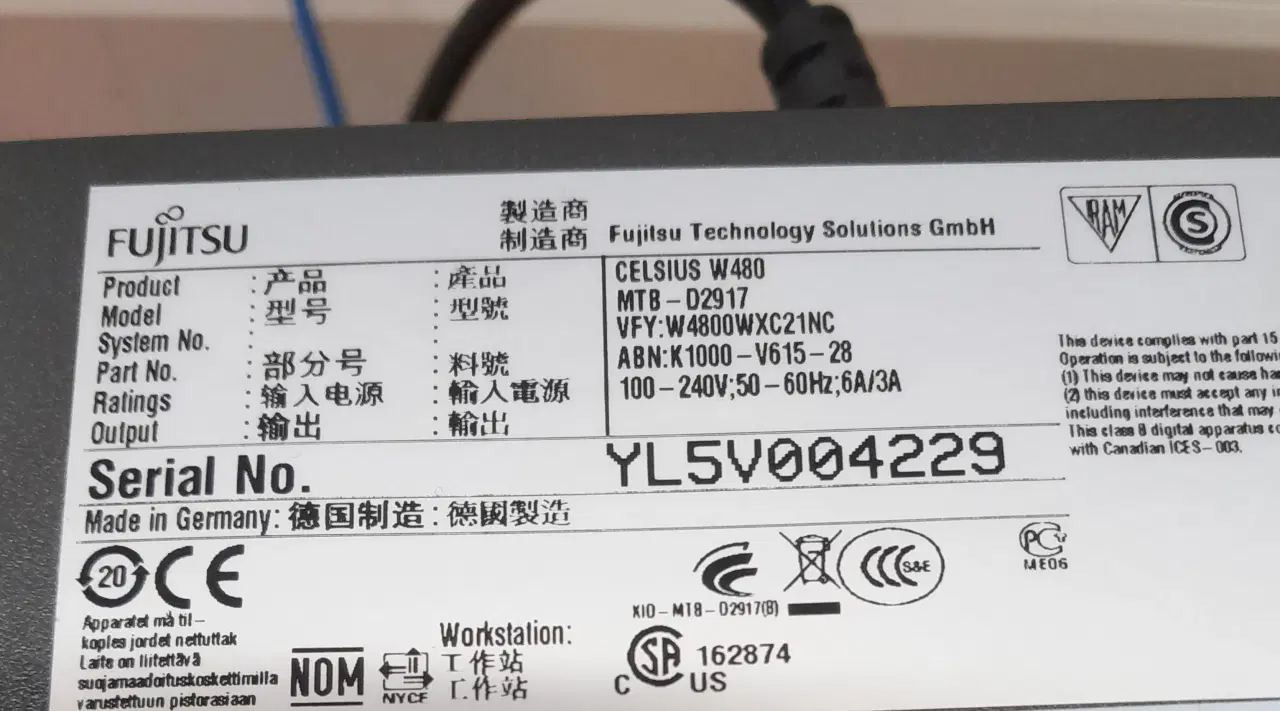 FUJITSU
製造商
制造商
Fujitsu Technology Solutions GmbH
IRAM
S
Product : 产品 : 產品 CELSIUS W480
Model : 型号 : 型號 MTB-D2917
System No. : : VFY:W4800WXC21NC
Part No. : 部分号 : 料號 ABN:K1000-V615-28
Ratings : 输入电源 : 輸入電源 100-240V;50-60Hz;6A/3A
Output : 输出 : 輸出
This device complies with part 15
Operation is subject to the
(1) This device may not cause
(2) this device must accept any
including interference that may
This class B digital apparatus
with Canadian ICES-003.
Serial No. YL5V004229
Made in Germany: 德国制造: 德國製造
20 CE
S&E
PC
ME06
XIO-MTB-D2917(B)
Apparatet må til-
koples jordet nettuttak
Laite on liitettävä
suojamaadoituskoskettimilla
varustettuun pistorasiaan
NOM
NYCE
Workstation:
工作站
工作站
C SA US 162874